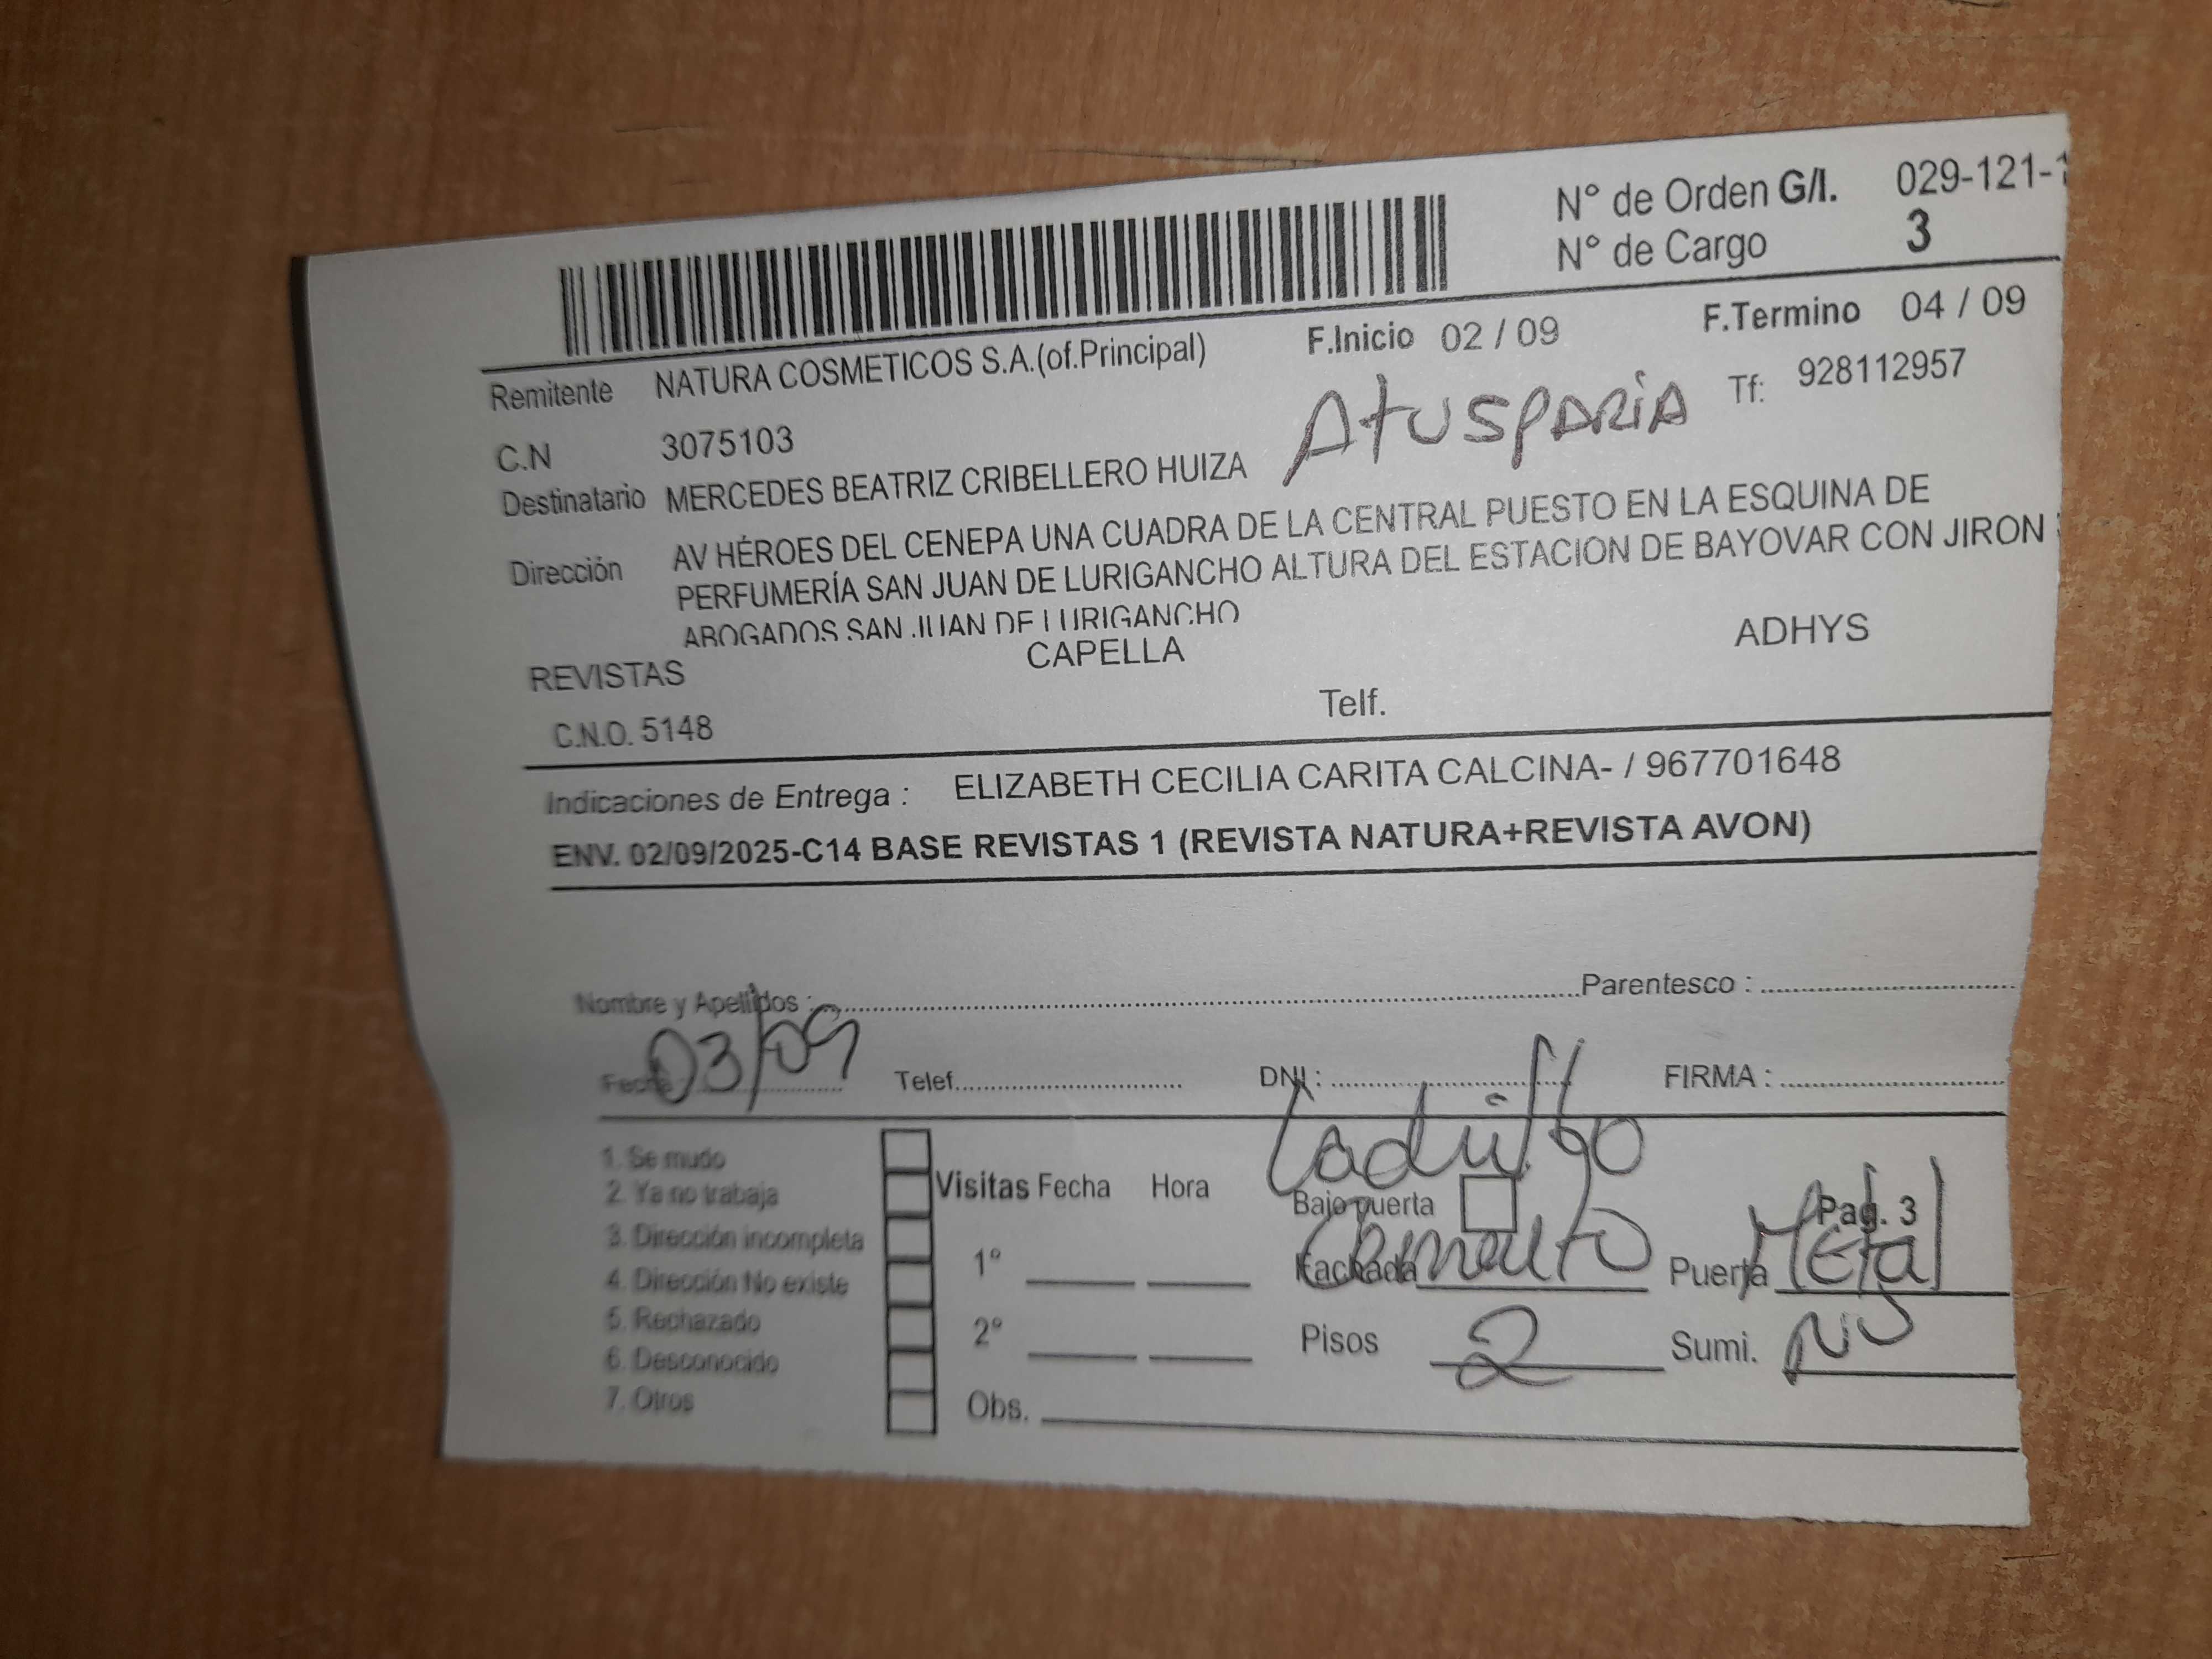 N° de Orden G/I. 029-121-1
N° de Cargo 3
F.Inicio 02 / 09 F.Termino 04 / 09
Remitente NATURA COSMETICOS S.A.(of.Principal)
Tf: 928112957
C.N 3075103 AtusPARiA
Destinatario MERCEDES BEATRIZ CRIBELLERO HUIZA
Dirección AV HÉROES DEL CENEPA UNA CUADRA DE LA CENTRAL PUESTO EN LA ESQUINA DE
PERFUMERÍA SAN JUAN DE LURIGANCHO ALTURA DEL ESTACION DE BAYOVAR CON JIRON
ABOGADOS SAN JUAN DE LURIGANCHO
REVISTAS CAPELLA ADHYS
C.N.O. 5148 Telf.
Indicaciones de Entrega : ELIZABETH CECILIA CARITA CALCINA- / 967701648
ENV. 02/09/2025-C14 BASE REVISTAS 1 (REVISTA NATURA+REVISTA AVON)
Nombre y Apellidos : Parentesco :
Fecha 03/09 Telef. DNI : FIRMA :
1. Se mudo
2. Ya no trabaja
3. Dirección incompleta
4. Dirección No existe
5. Rechazado
6. Desconocido
7. Otros
Visitas Fecha Hora
1°
2°
Obs.
Ladrillo
Bajo puerta Pag. 3
Fachada Cemento Puerta Metal
Pisos 2 Sumi. NO